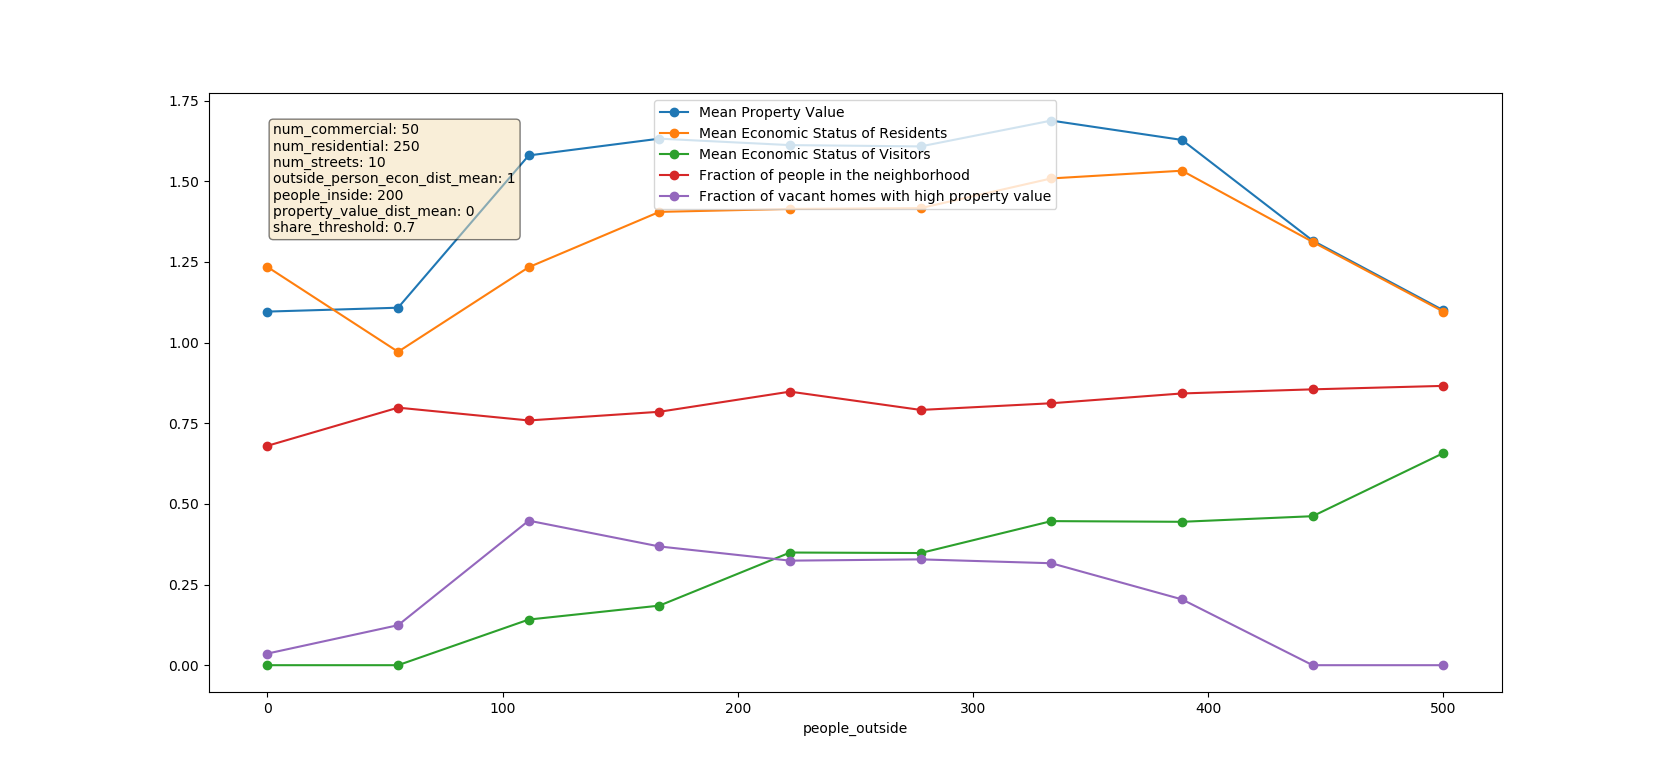 1.75
1.50
1.25
1.00
0.75
0.50
0.25
0.00
num_commercial: 50
num_residential: 250
num_streets: 10
outside_person_econ_dist_mean: 1
people_inside: 200
property_value_dist_mean: 0
share_threshold: 0.7
Mean Property Value
Mean Economic Status of Residents
Mean Economic Status of Visitors
Fraction of people in the neighborhood
Fraction of vacant homes with high property value
0 100 200 300 400 500
people_outside